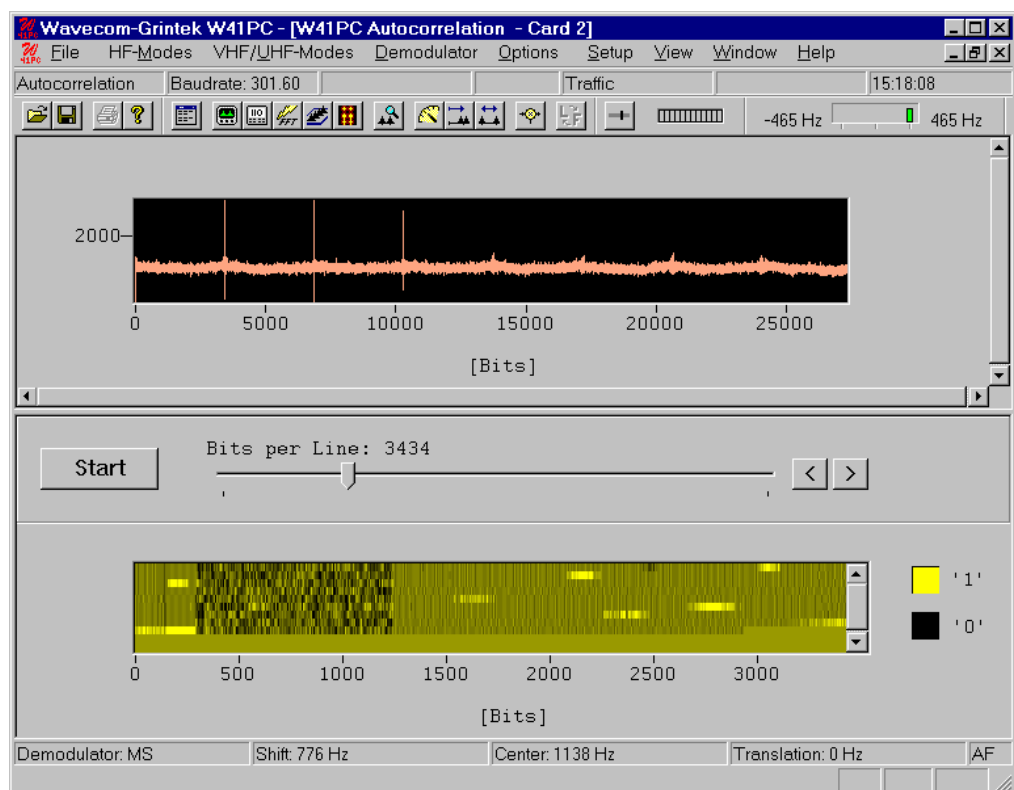 Wavecom-Grintek W41PC - [W41PC Autocorrelation - Card 2]
File HF-Modes VHF/UHF-Modes Demodulator Options Setup View Window Help
Autocorrelation Baudrate: 301.60 Traffic 15:18:08
-465 Hz 465 Hz
2000
0 5000 10000 15000 20000 25000
[Bits]
Bits per Line: 3434
Start < >
'1'
'0'
0 500 1000 1500 2000 2500 3000
[Bits]
Demodulator: MS Shift: 776 Hz Center: 1138 Hz Translation: 0 Hz AF